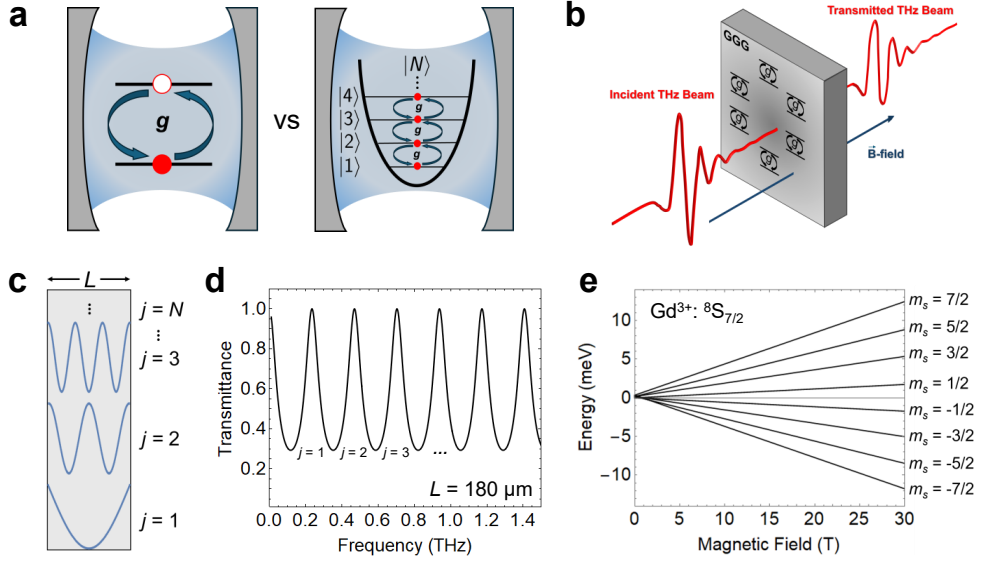 a
g
vs
|N⟩
⋮
|4⟩
|3⟩
|2⟩
|1⟩
g
g
b
Transmitted THz Beam
GGG
Incident THz Beam
B⃗-field
g
g
g
g
g
g
c
L
⋮
j = N
⋮
j = 3
j = 2
j = 1
d
Transmittance
1.0
0.8
0.6
0.4
0.2
j = 1 j = 2 j = 3 ...
L = 180 μm
0.0 0.2 0.4 0.6 0.8 1.0 1.2 1.4
Frequency (THz)
e
Gd³⁺: ⁸S₇/₂
Energy (meV)
10
5
0
−5
−10
0 5 10 15 20 25 30
Magnetic Field (T)
mₛ = 7/2
mₛ = 5/2
mₛ = 3/2
mₛ = 1/2
mₛ = -1/2
mₛ = -3/2
mₛ = -5/2
mₛ = -7/2